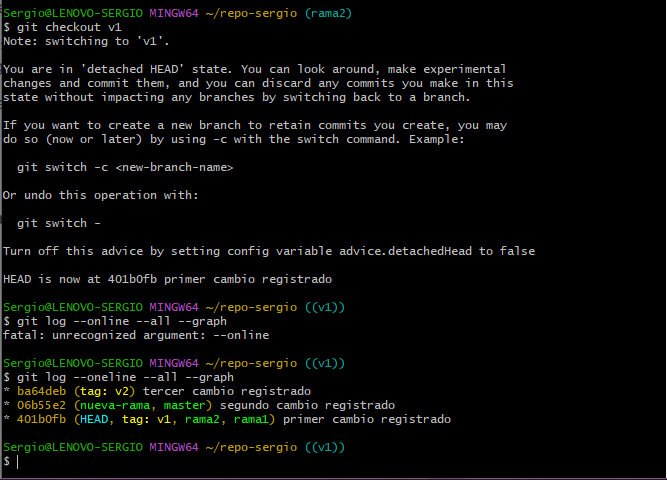 Sergio@LENOVO-SERGIO MINGW64 ~/repo-sergio (rama2)
$ git checkout v1
Note: switching to 'v1'.

You are in 'detached HEAD' state. You can look around, make experimental
changes and commit them, and you can discard any commits you make in this
state without impacting any branches by switching back to a branch.

If you want to create a new branch to retain commits you create, you may
do so (now or later) by using -c with the switch command. Example:

  git switch -c <new-branch-name>

Or undo this operation with:

  git switch -

Turn off this advice by setting config variable advice.detachedHead to false

HEAD is now at 401b0fb primer cambio registrado

Sergio@LENOVO-SERGIO MINGW64 ~/repo-sergio ((v1))
$ git log --online --all --graph
fatal: unrecognized argument: --online

Sergio@LENOVO-SERGIO MINGW64 ~/repo-sergio ((v1))
$ git log --oneline --all --graph
* ba64deb (tag: v2) tercer cambio registrado
* 06b55e2 (nueva-rama, master) segundo cambio registrado
* 401b0fb (HEAD, tag: v1, rama2, rama1) primer cambio registrado

Sergio@LENOVO-SERGIO MINGW64 ~/repo-sergio ((v1))
$